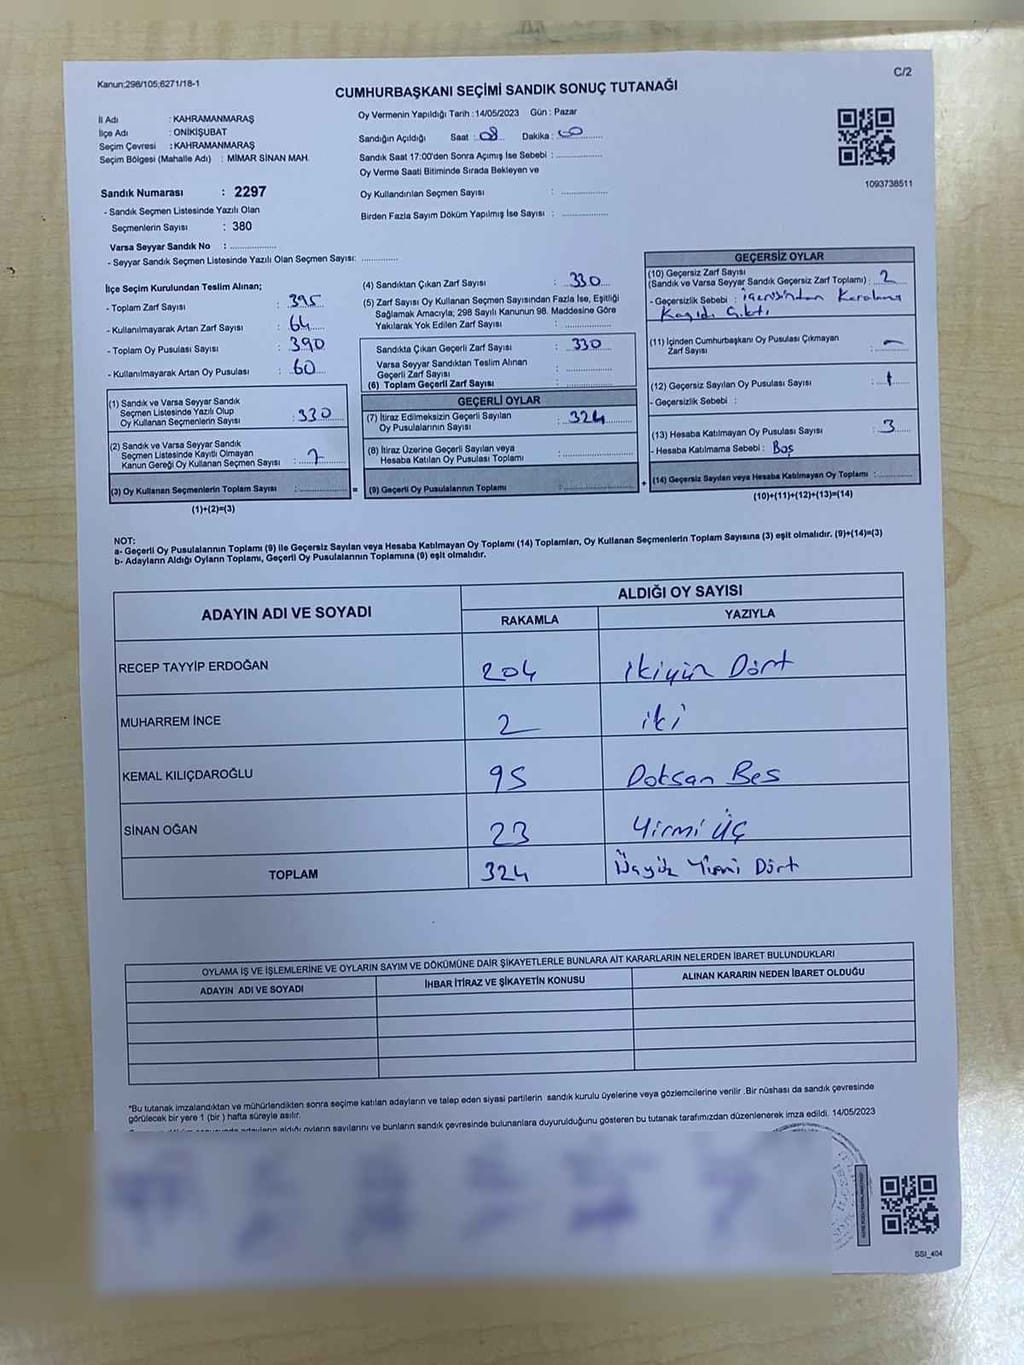 Kanun:298/105;6271/18-1
C/2
CUMHURBAŞKANI SEÇİMİ SANDIK SONUÇ TUTANAĞI
İl Adı : KAHRAMANMARAŞ
İlçe Adı : ONİKİŞUBAT
Seçim Çevresi : KAHRAMANMARAŞ
Seçim Bölgesi (Mahalle Adı) : MİMAR SİNAN MAH.
Sandık Numarası : 2297
- Sandık Seçmen Listesinde Yazılı Olan
Seçmenlerin Sayısı : 380
Varsa Seyyar Sandık No : ..............
- Seyyar Sandık Seçmen Listesinde Yazılı Olan Seçmen Sayısı: ............
Oy Vermenin Yapıldığı Tarih :14/05/2023 Gün : Pazar
Sandığın Açıldığı Saat : 08 Dakika : 00
Sandık Saat 17:00'den Sonra Açımış İse Sebebi : ..............
Oy Verme Saati Bitiminde Sırada Bekleyen ve
Oy Kullandırılan Seçmen Sayısı : ..............
Birden Fazla Sayım Döküm Yapılmış İse Sayısı : ..............
1093738511
İlçe Seçim Kurulundan Teslim Alınan;
- Toplam Zarf Sayısı : 395
- Kullanılmayarak Artan Zarf Sayısı : 64
- Toplam Oy Pusulası Sayısı : 390
- Kullanılmayarak Artan Oy Pusulası : 60
(1) Sandık ve Varsa Seyyar Sandık
Seçmen Listesinde Yazılı Olup
Oy Kullanan Seçmenlerin Sayısı : 330
(2) Sandık ve Varsa Seyyar Sandık
Seçmen Listesinde Kayıtlı Olmayan
Kanun Gereği Oy Kullanan Seçmen Sayısı :
(3) Oy Kullanan Seçmenlerin Toplam Sayısı : ..............
=
(1)+(2)=(3)
(4) Sandıktan Çıkan Zarf Sayısı : 330
(5) Zarf Sayısı Oy Kullanan Seçmen Sayısından Fazla İse, Eşitliği
Sağlamak Amacıyla; 298 Sayılı Kanunun 98. Maddesine Göre
Yakılarak Yok Edilen Zarf Sayısı : ..............
Sandıkta Çıkan Geçerli Zarf Sayısı : 330
Varsa Seyyar Sandıktan Teslim Alınan
Geçerli Zarf Sayısı : ..............
(6) Toplam Geçerli Zarf Sayısı : ..............
GEÇERLİ OYLAR
(7) İtiraz Edilmeksizin Geçerli Sayılan
Oy Pusulalarının Sayısı : 324
(8) İtiraz Üzerine Geçerli Sayılan veya
Hesaba Katılan Oy Pusulası Toplamı : ..............
(9) Geçerli Oy Pusulalarının Toplamı : ..............
+
GEÇERSİZ OYLAR
(10) Geçersiz Zarf Sayısı
(Sandık ve Varsa Seyyar Sandık Geçersiz Zarf Toplamı) : 2
- Geçersizlik Sebebi : içerisinden Karalama
Kağıdı Çıktı
(11) İçinden Cumhurbaşkanı Oy Pusulası Çıkmayan
Zarf Sayısı : -
(12) Geçersiz Sayılan Oy Pusulası Sayısı : 1
- Geçersizlik Sebebi :
(13) Hesaba Katılmayan Oy Pusulası Sayısı : 3
- Hesaba Katılmama Sebebi : Boş
(14) Geçersiz Sayılan veya Hesaba Katılmayan Oy Toplamı : ..............
(10)+(11)+(12)+(13)=(14)
NOT:
a- Geçerli Oy Pusulalarının Toplamı (9) ile Geçersiz Sayılan veya Hesaba Katılmayan Oy Toplamı (14) Toplamları, Oy Kullanan Seçmenlerin Toplam Sayısına (3) eşit olmalıdır. (9)+(14)=(3)
b- Adayların Aldığı Oyların Toplamı, Geçerli Oy Pusulalarının Toplamına (9) eşit olmalıdır.
ADAYIN ADI VE SOYADI
ALDIĞI OY SAYISI
RAKAMLA YAZIYLA
RECEP TAYYİP ERDOĞAN 204 ikiyüz Dört
MUHARREM İNCE 2 iki
KEMAL KILIÇDAROĞLU 95 Doksan Beş
SİNAN OĞAN 23 Yirmi Üç
TOPLAM 324 Üçyüz Yirmi Dört
OYLAMA İŞ VE İŞLEMLERİNE VE OYLARIN SAYIM VE DÖKÜMÜNE DAİR ŞİKAYETLERLE BUNLARA AİT KARARLARIN NELERDEN İBARET BULUNDUKLARI
ADAYIN ADI VE SOYADI İHBAR İTİRAZ VE ŞİKAYETİN KONUSU ALINAN KARARIN NEDEN İBARET OLDUĞU
*Bu tutanak imzalandıktan ve mühürlendikten sonra seçime katılan adayların ve talep eden siyasi partilerin sandık kurulu üyelerine veya gözlemcilerine verilir .Bir nüshası da sandık çevresinde
görülecek bir yere 1 (bir ) hafta süreyle asılır.
adayların aldığı oyların sayılarını ve bunların sandık çevresinde bulunanlara duyurulduğunu gösteren bu tutanak tarafımızdan düzenlenerek imza edildi. 14/05/2023
SSI_404